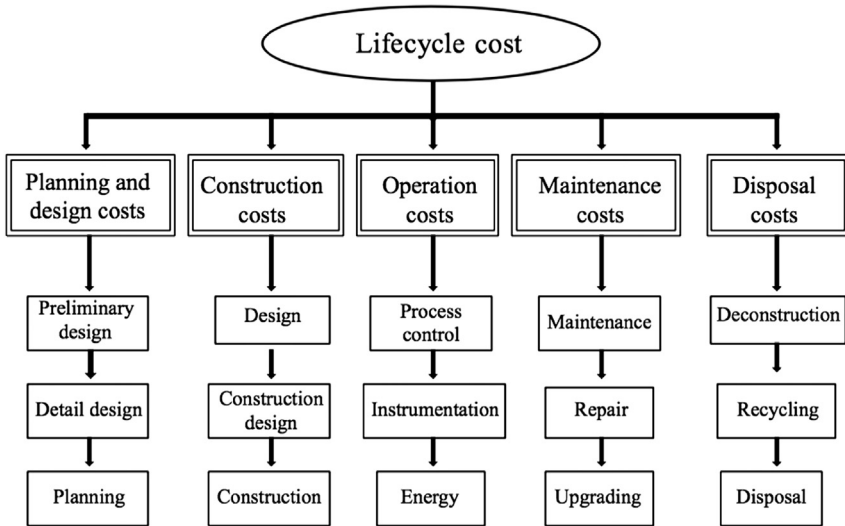 Lifecycle cost
Planning and
design costs
Construction
costs
Operation
costs
Maintenance
costs
Disposal
costs
Preliminary
design
Design
Process
control
Maintenance
Deconstruction
Detail design
Construction
design
Instrumentation
Repair
Recycling
Planning
Construction
Energy
Upgrading
Disposal